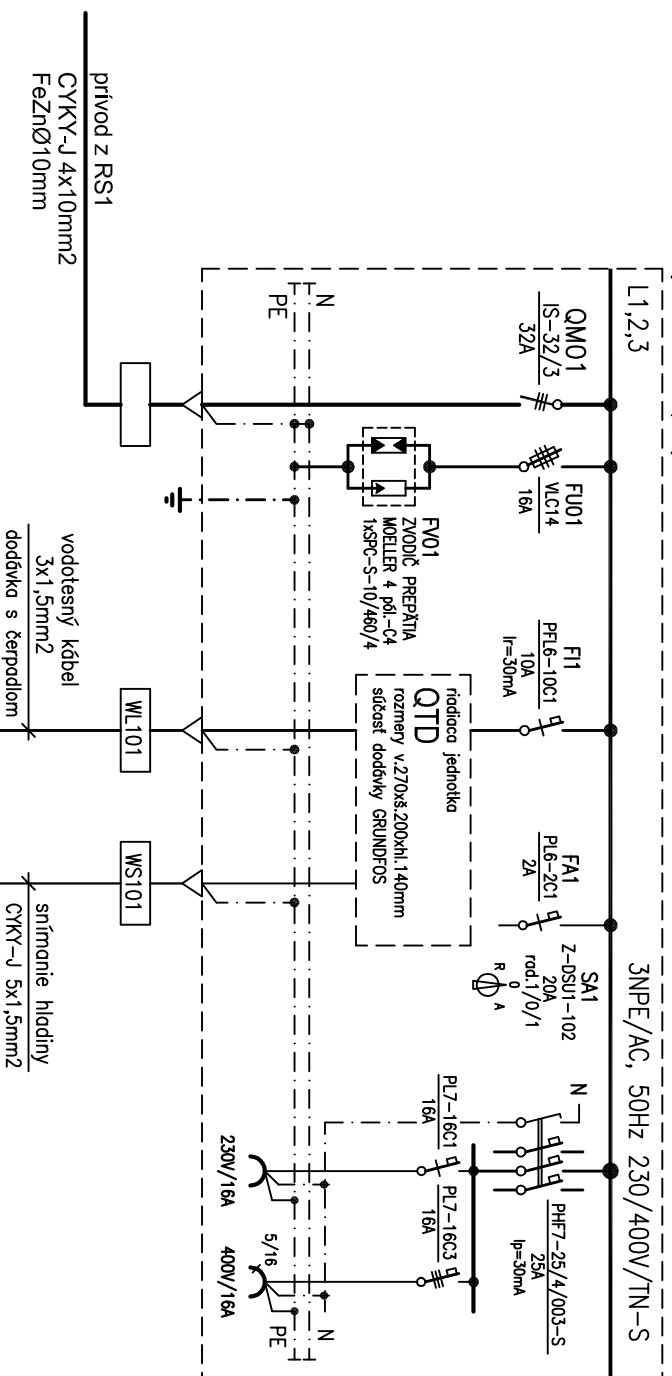 L1,2,3
3NPE/AC, 50Hz 230/400V/TN-S
QM01
IS-32/3
32A
FU01
VLC14
16A
FI1
PFL6-10C1
10A
Ir=30mA
FA1
PL6-2C1
2A
SA1
Z-DSU1-102
20A
rad.1/0/1
R 0 A
N
PHF7-25/4/003-S
25A
Ip=30mA
PL7-16C1
16A
PL7-16C3
16A
FV01
ZVODIČ PREPÄTIA
MOELLER 4 pól.-C4
1xSPC-S-10/460/4
riadiaca jednotka
QTD
rozmery v.270xš.200xhl.140mm
súčasť dodávky GRUNDFOS
N
PE
N
PE
230V/16A
5/16
400V/16A
prívod z RS1
CYKY-J 4x10mm2
FeZnØ10mm
WL101
WS101
vodotesný kábel
3x1,5mm2
dodávka s čerpadlom
snímanie hladiny
CYKY-J 5x1,5mm2